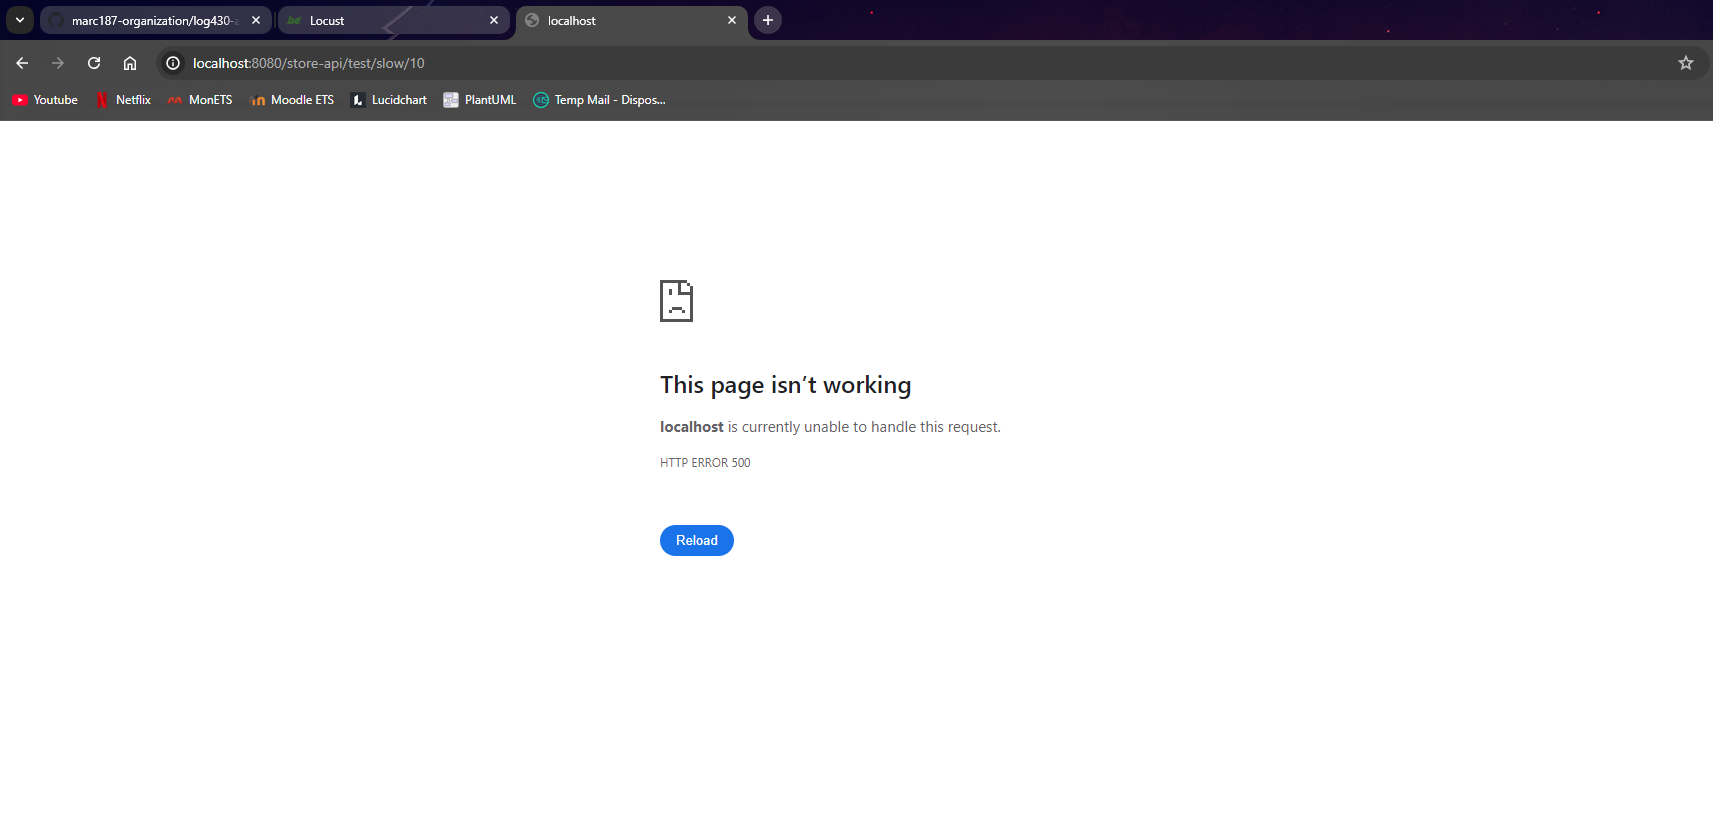 marc187-organization/log430-a
Locust
localhost
localhost:8080/store-api/test/slow/10
Youtube
Netflix
MonETS
Moodle ETS
Lucidchart
PlantUML
Temp Mail - Dispos...
This page isn’t working
localhost is currently unable to handle this request.
HTTP ERROR 500
Reload